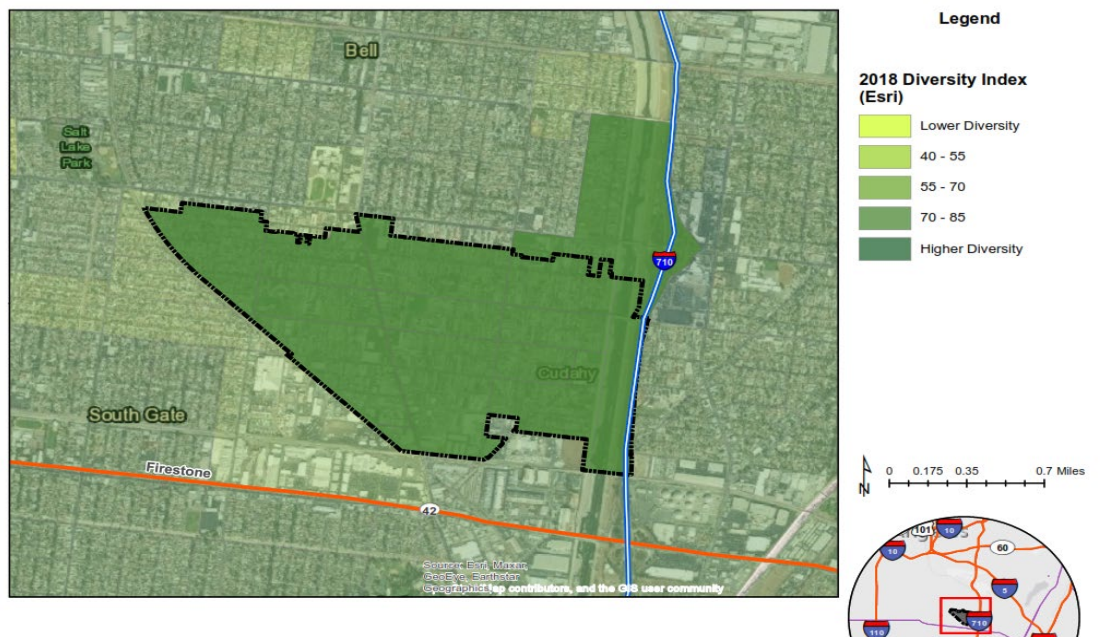 Legend
2018 Diversity Index
(Esri)
Lower Diversity
40 - 55
55 - 70
70 - 85
Higher Diversity
Bell
Salt
Lake
Park
710
Cudahy
South Gate
Firestone
42
Source: Esri, Maxar,
GeoEye, Earthstar
Geographics, contributors, and the GIS user community
N
0 0.175 0.35 0.7 Miles
101
10
10
60
5
710
110